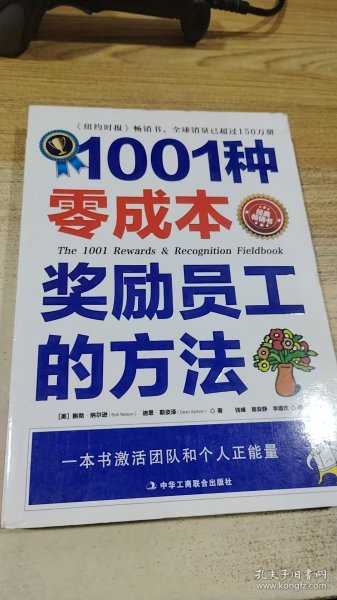 《纽约时报》畅销书、全球销量已超过150万册
1001种
零成本
The 1001 Rewards & Recognition Fieldbook
奖励员工
的方法
[美] 鲍勃·纳尔逊(Bob Nelson) 迪恩·斯皮泽(Dean Spitzer) ◎著
一本书激活团队和个人正能量
中华工商联合出版社
孔夫子旧书网
www.kongfz.com